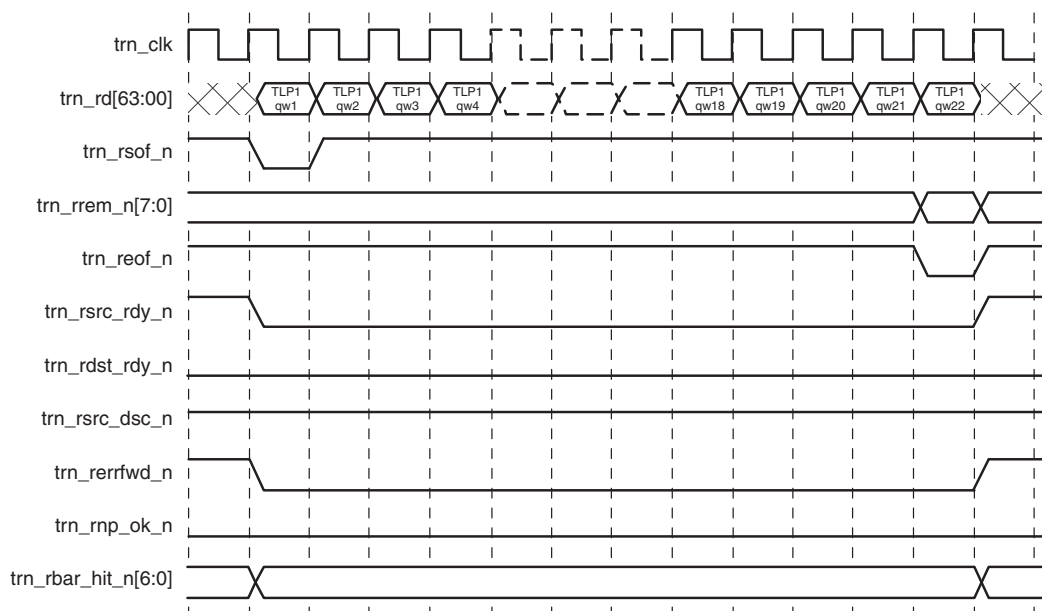 trn_clk
trn_rd[63:00]
TLP1 TLP1 TLP1 TLP1 TLP1 TLP1 TLP1 TLP1 TLP1
qw1 qw2 qw3 qw4 qw18 qw19 qw20 qw21 qw22
trn_rsof_n
trn_rrem_n[7:0]
trn_reof_n
trn_rsrc_rdy_n
trn_rdst_rdy_n
trn_rsrc_dsc_n
trn_rerrfwd_n
trn_rnp_ok_n
trn_rbar_hit_n[6:0]